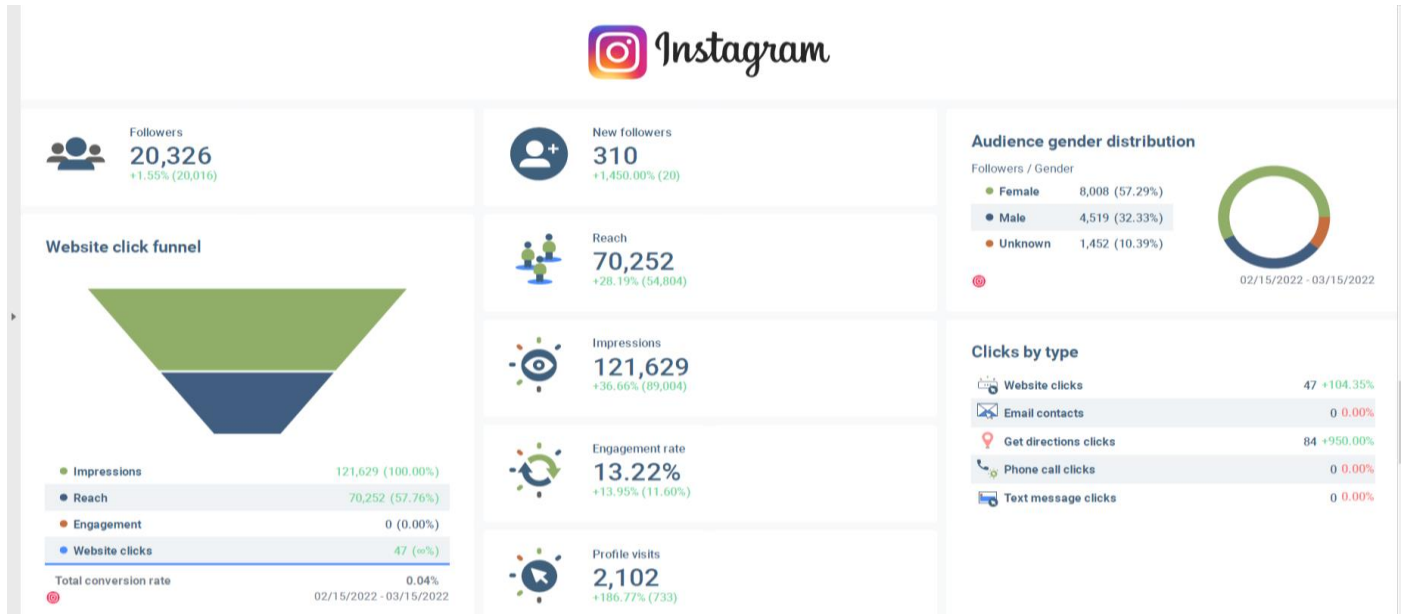 Instagram
Followers
20,326
+1.55% (20,016)
New followers
310
+1,450.00% (20)
Audience gender distribution
Followers / Gender
Female 8,008 (57.29%)
Male 4,519 (32.33%)
Unknown 1,452 (10.39%)
02/15/2022 - 03/15/2022
Website click funnel
Impressions 121,629 (100.00%)
Reach 70,252 (57.76%)
Engagement 0 (0.00%)
Website clicks 47 (∞%)
Total conversion rate 0.04%
02/15/2022 - 03/15/2022
Reach
70,252
+28.19% (54,804)
Impressions
121,629
+36.66% (89,004)
Engagement rate
13.22%
+13.95% (11.60%)
Profile visits
2,102
+186.77% (733)
Clicks by type
Website clicks 47 +104.35%
Email contacts 0 0.00%
Get directions clicks 84 +950.00%
Phone call clicks 0 0.00%
Text message clicks 0 0.00%